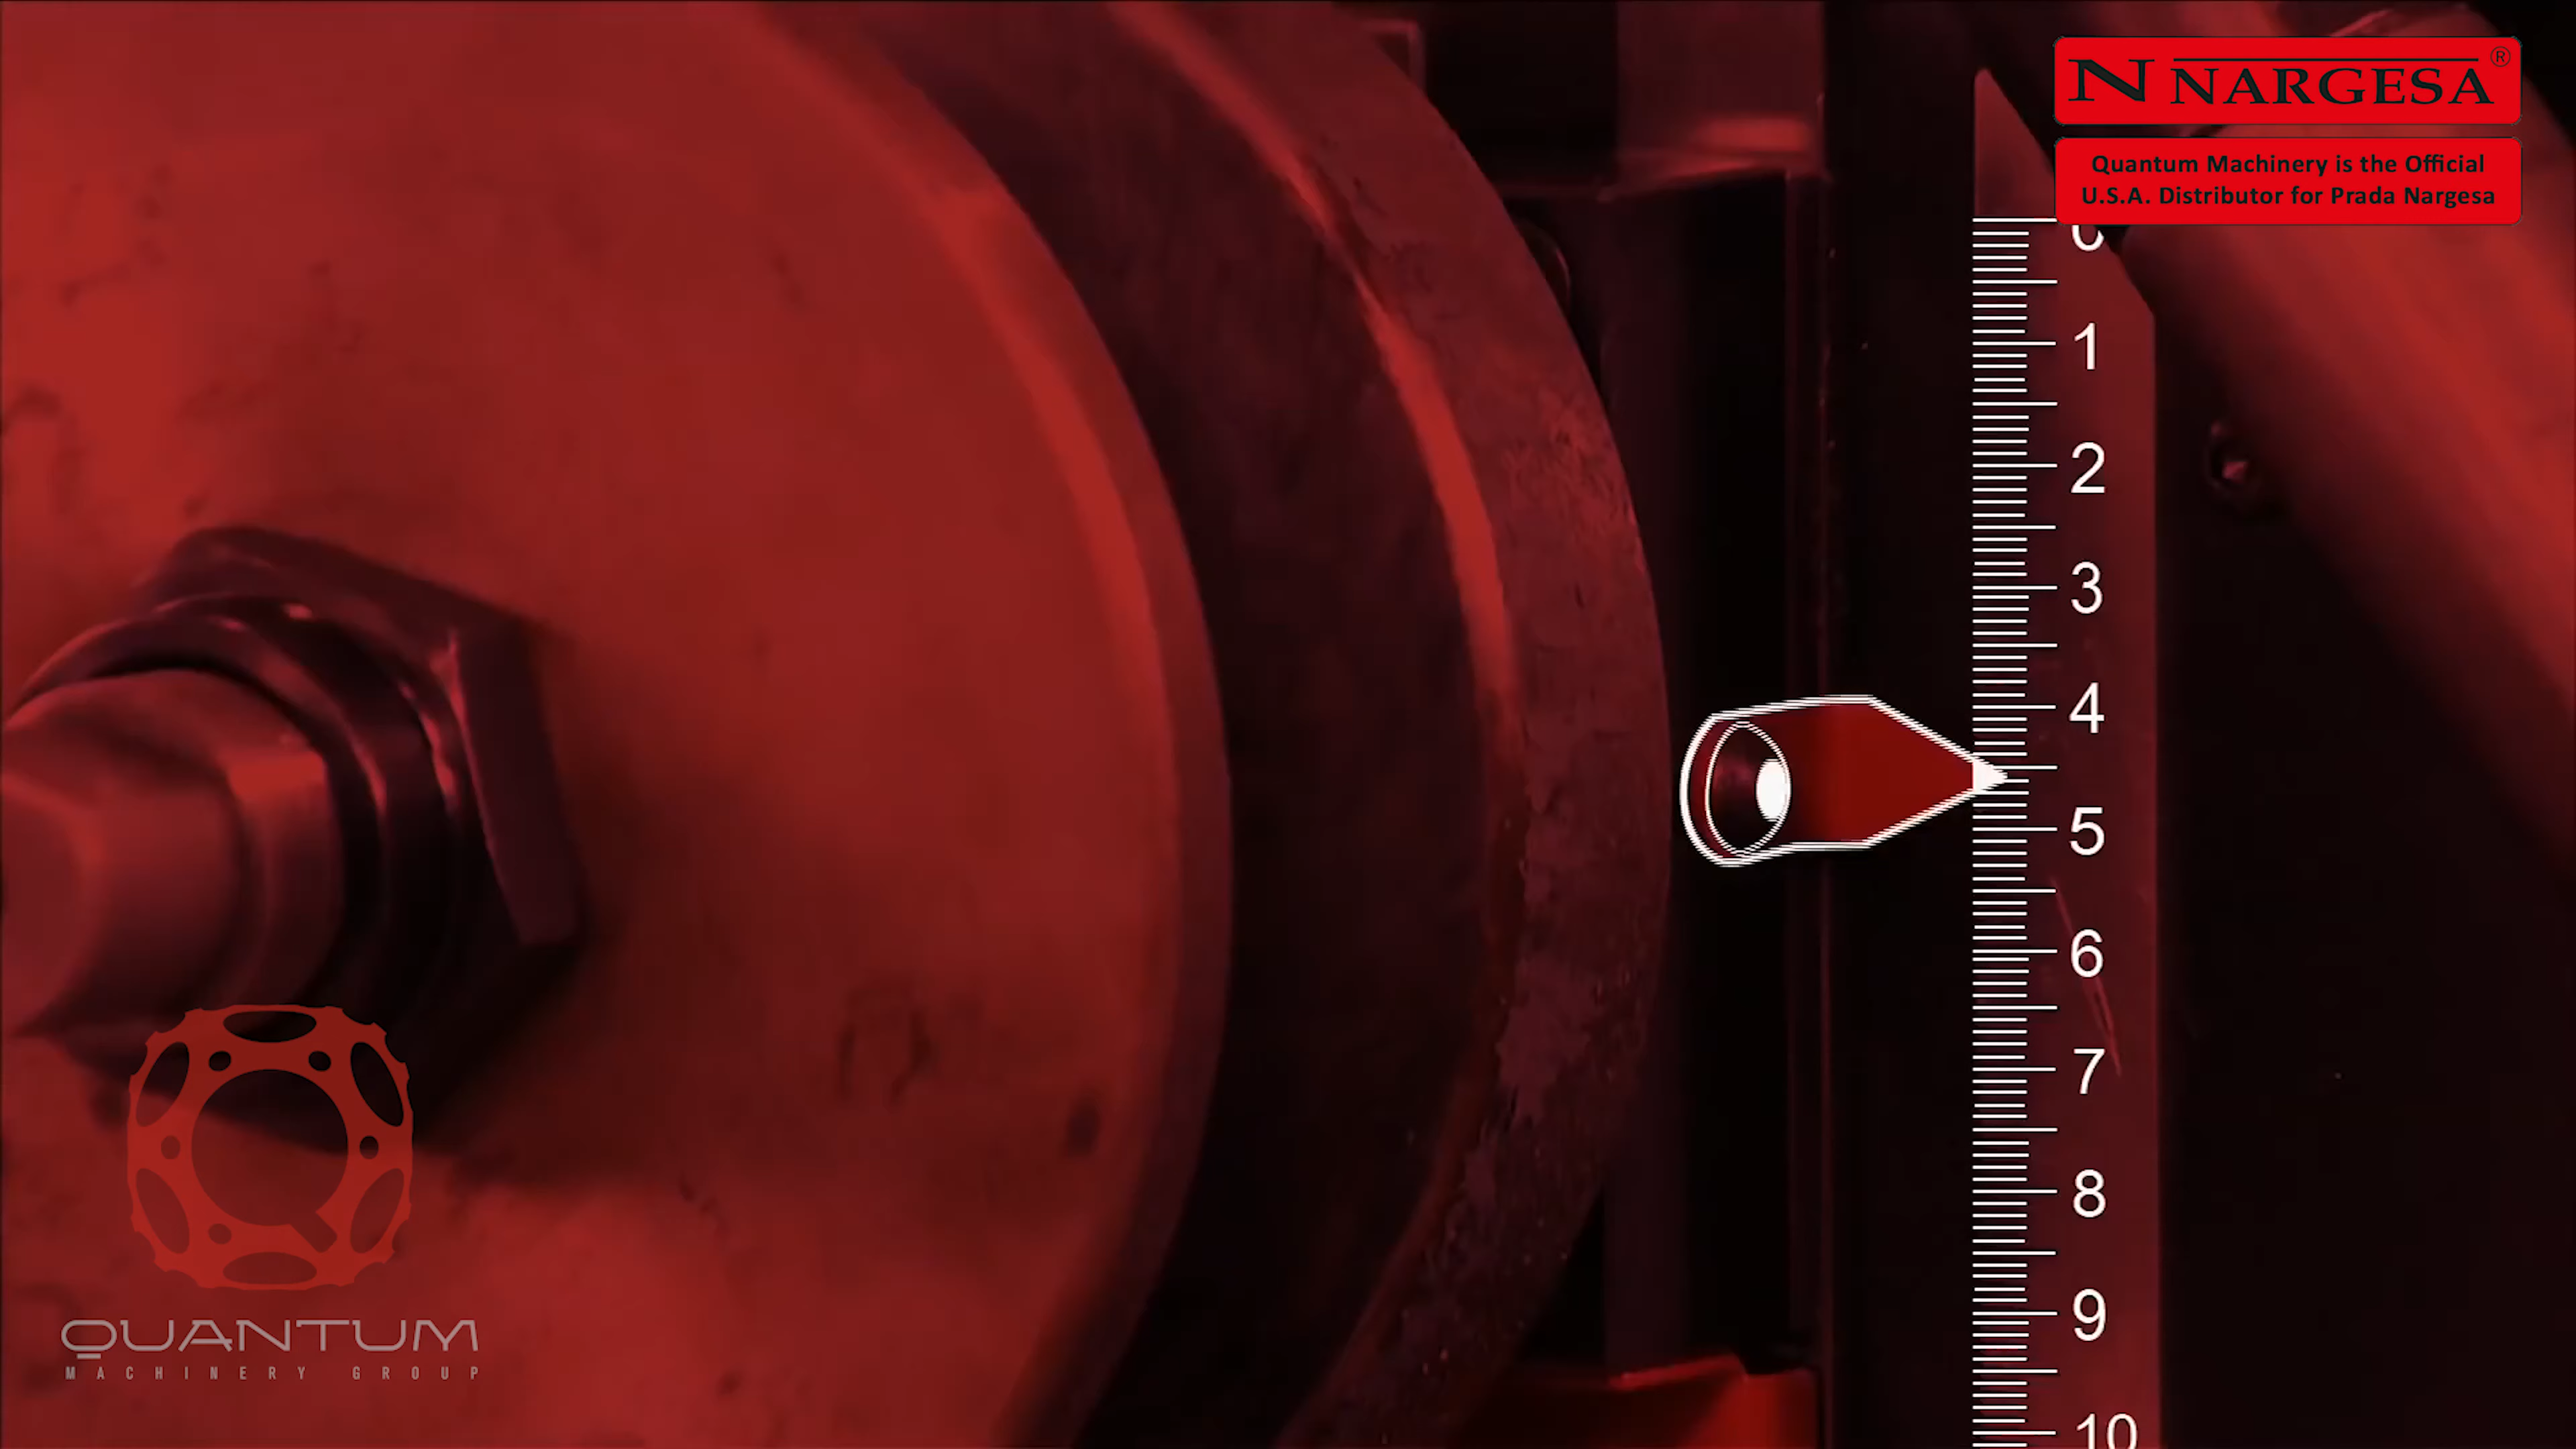 N NARGESA®
Quantum Machinery is the Official
U.S.A. Distributor for Prada Nargesa
0
1
2
3
4
5
6
7
8
9
10
QUANTUM
MACHINERY GROUP